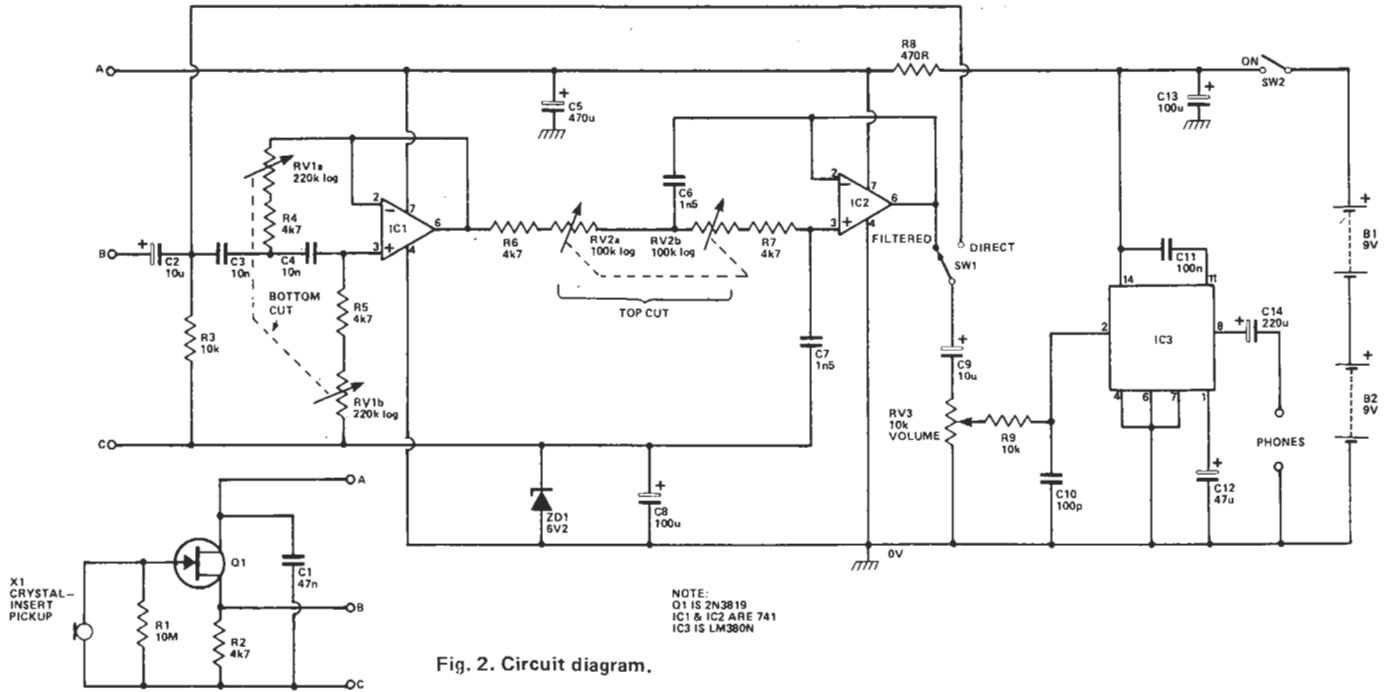 R8
470R
A
ON
SW2
C13
100u
+
C5
470u
+
RV1a
220k log
R4
4k7
C6
1n5
2
7
IC1
6
3
4
R6
4k7
RV2a
100k log
RV2b
100k log
R7
4k7
2
7
IC2
6
3
4
FILTERED
DIRECT
SW1
B1
9V
+
B
+
C2
10u
C3
10n
C4
10n
BOTTOM
CUT
R5
4k7
TOP CUT
C11
100n
14
11
2
IC3
8
4
6
7
1
+
C14
220u
R3
10k
RV1b
220k log
C7
1n5
+
C9
10u
RV3
10k
VOLUME
R9
10k
+
B2
9V
PHONES
C
ZD1
6V2
+
C8
100u
C10
100p
+
C12
47u
0V
A
Q1
C1
47n
X1
CRYSTAL-
INSERT
PICKUP
R1
10M
B
R2
4k7
C
NOTE:
Q1 IS 2N3819
IC1 & IC2 ARE 741
IC3 IS LM380N
Fig. 2. Circuit diagram.